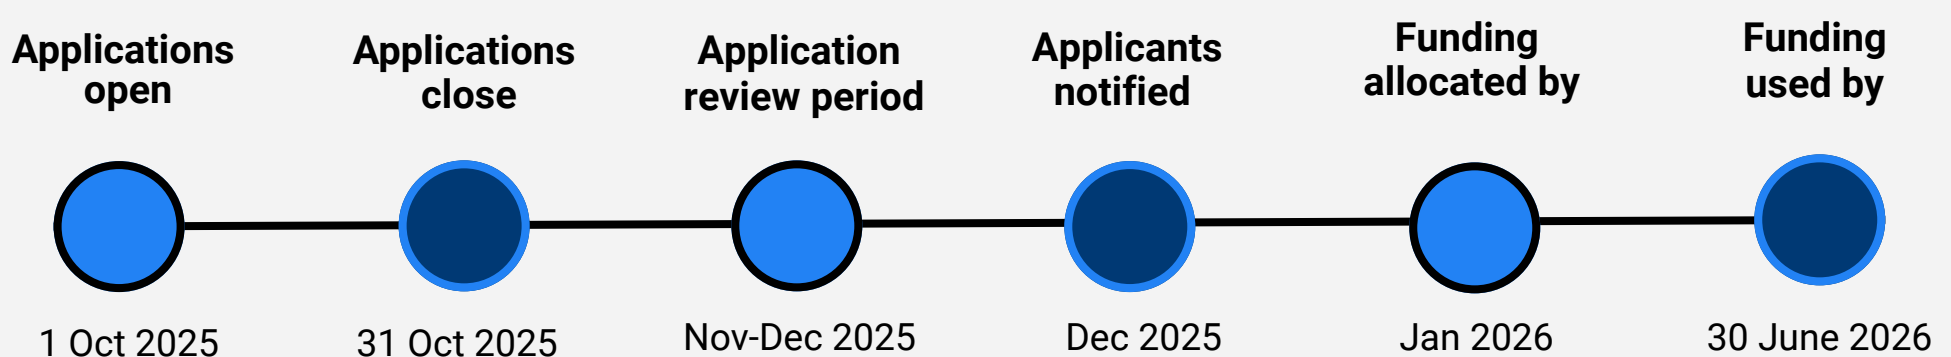 Applications
open
Applications
close
Application
review period
Applicants
notified
Funding
allocated by
Funding
used by
1 Oct 2025
31 Oct 2025
Nov-Dec 2025
Dec 2025
Jan 2026
30 June 2026